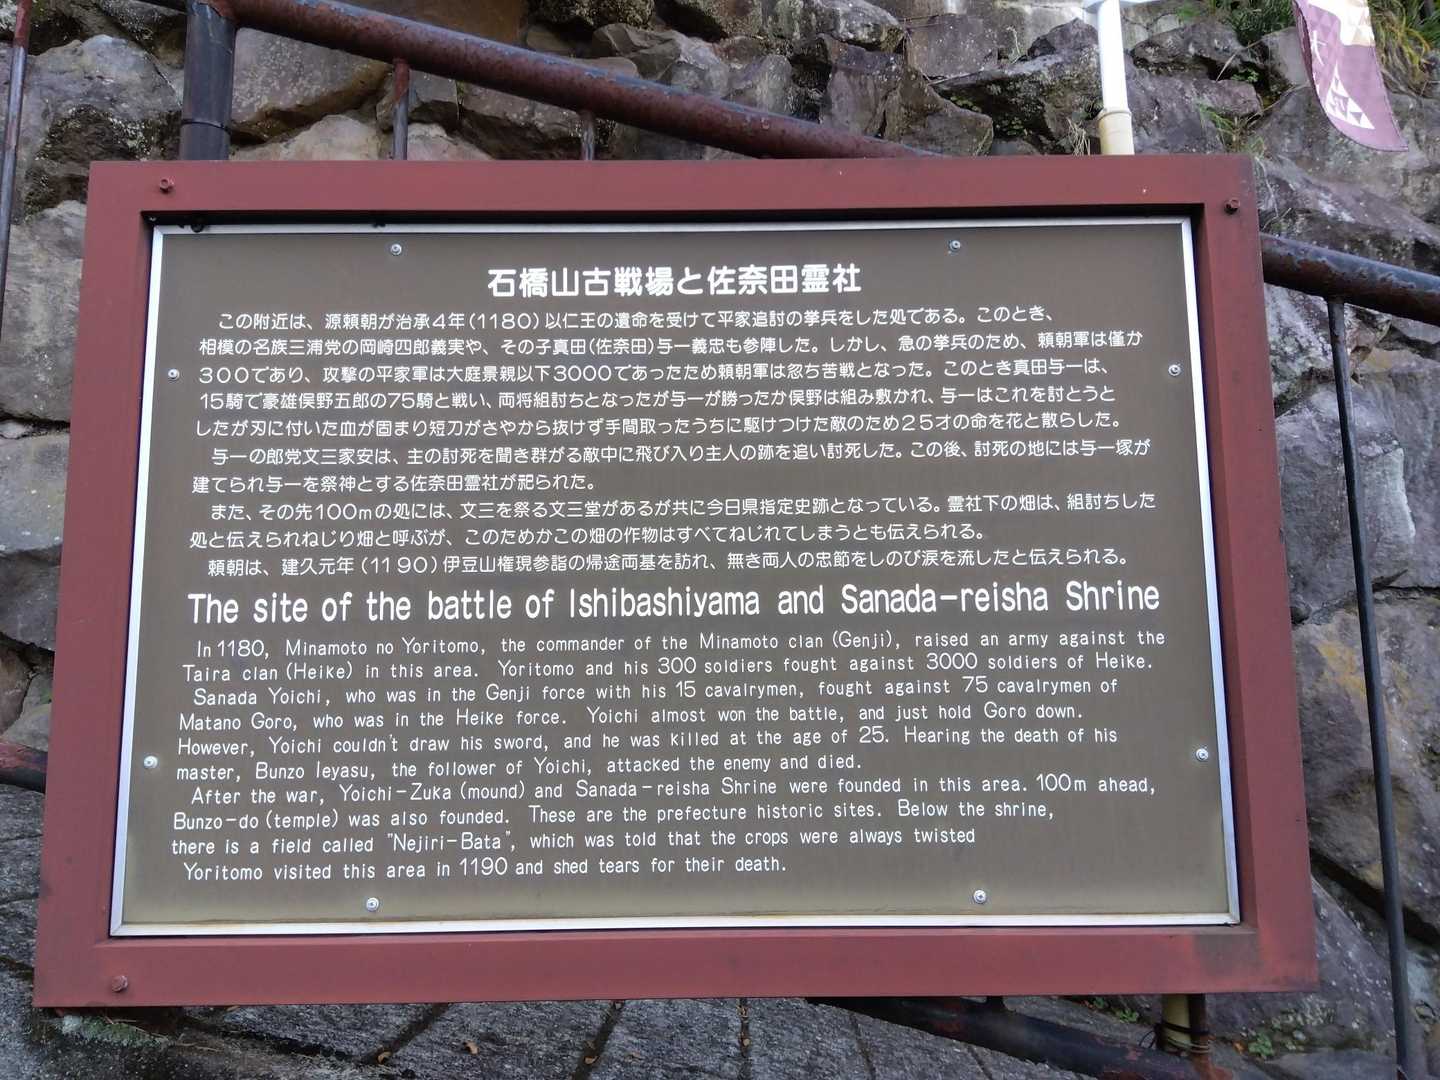 石橋山古戦場と佐奈田霊社
この附近は、源頼朝が治承4年(1180)以仁王の遺命を受けて平家追討の挙兵をした処である。このとき、
相模の名族三浦党の岡崎四郎義実や、その子真田(佐奈田)与一義忠も参陣した。しかし、急の挙兵のため、頼朝軍は僅か
300であり、攻撃の平家軍は大庭景親以下3000であったため頼朝軍は忽ち苦戦となった。このとき真田与一は、
15騎で豪雄俣野五郎の75騎と戦い、両将組討ちとなったが与一が勝ったか俣野は組み敷かれ、与一はこれを討とうと
したが刃に付いた血が固まり短刀がさやから抜けず手間取ったうちに駆けつけた敵のため25才の命を花と散らした。
与一の郎党文三家安は、主の討死を聞き群がる敵中に飛び入り主人の跡を追い討死した。この後、討死の地には与一塚が
建てられ与一を祭神とする佐奈田霊社が祀られた。
また、その先100mの処には、文三を祭る文三堂があるが共に今日県指定史跡となっている。霊社下の畑は、組討ちした
処と伝えられねじり畑と呼ぶが、このためかこの畑の作物はすべてねじれてしまうとも伝えられる。
頼朝は、建久元年(1190)伊豆山権現参詣の帰途両基を訪れ、無き両人の忠節をしのび涙を流したと伝えられる。
The site of the battle of Ishibashiyama and Sanada-reisha Shrine
In 1180, Minamoto no Yoritomo, the commander of the Minamoto clan (Genji), raised an army against the
Taira clan (Heike) in this area. Yoritomo and his 300 soldiers fought against 3000 soldiers of Heike.
Sanada Yoichi, who was in the Genji force with his 15 cavalrymen, fought against 75 cavalrymen of
Matano Goro, who was in the Heike force. Yoichi almost won the battle, and just hold Goro down.
However, Yoichi couldn't draw his sword, and he was killed at the age of 25. Hearing the death of his
master, Bunzo Ieyasu, the follower of Yoichi, attacked the enemy and died.
After the war, Yoichi-Zuka (mound) and Sanada-reisha Shrine were founded in this area. 100m ahead,
Bunzo-do (temple) was also founded. These are the prefecture historic sites. Below the shrine,
there is a field called "Nejiri-Bata", which was told that the crops were always twisted
Yoritomo visited this area in 1190 and shed tears for their death.